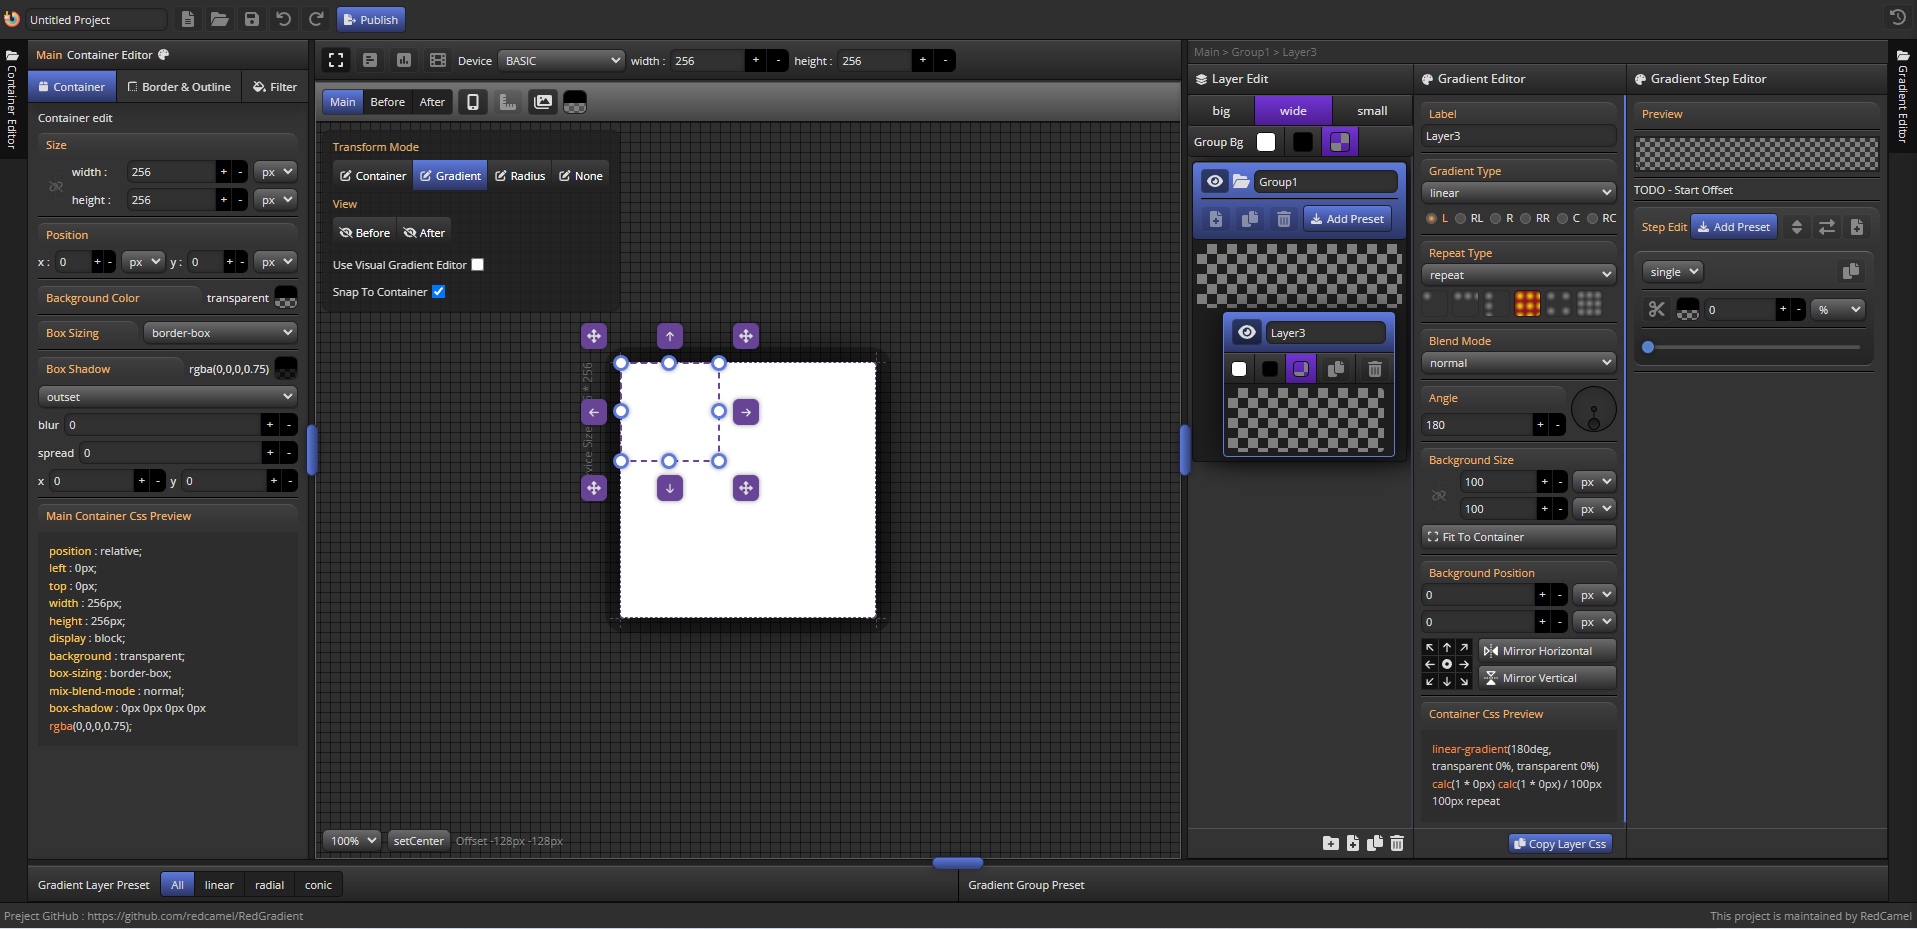 Untitled Project
Publish
Container Editor
Main Container Editor
Container
Border & Outline
Filter
Container edit
Size
width : 256 + - px
height : 256 + - px
Position
x : 0 + - px y : 0 + - px
Background Color transparent
Box Sizing border-box
Box Shadow rgba(0,0,0,0.75)
outset
blur 0 + -
spread 0 + -
x 0 + - y 0 + -
Main Container Css Preview
position : relative;
left : 0px;
top : 0px;
width : 256px;
height : 256px;
display : block;
background : transparent;
box-sizing : border-box;
mix-blend-mode : normal;
box-shadow : 0px 0px 0px 0px
rgba(0,0,0,0.75);
Device BASIC width : 256 + - height : 256 + -
Main Before After
Transform Mode
Container Gradient Radius None
View
Before After
Use Visual Gradient Editor
Snap To Container
100% setCenter Offset -128px -128px
Main > Group1 > Layer3
Layer Edit
big wide small
Group Bg
Group1
Add Preset
Layer3
Gradient Editor
Label
Layer3
Gradient Type
linear
L RL R RR C RC
Repeat Type
repeat
Blend Mode
normal
Angle
180 + -
Background Size
100 + - px
100 + - px
Fit To Container
Background Position
0 + - px
0 + - px
Mirror Horizontal
Mirror Vertical
Container Css Preview
linear-gradient(180deg,
transparent 0%, transparent 0%)
calc(1 * 0px) calc(1 * 0px) / 100px
100px repeat
Copy Layer Css
Gradient Step Editor
Preview
TODO - Start Offset
Step Edit Add Preset
single
0 + - %
Gradient Editor
Gradient Layer Preset All linear radial conic
Gradient Group Preset
Preject GitHub : https://github.com/redcamel/RedGradient
This project is maintained by RedCamel